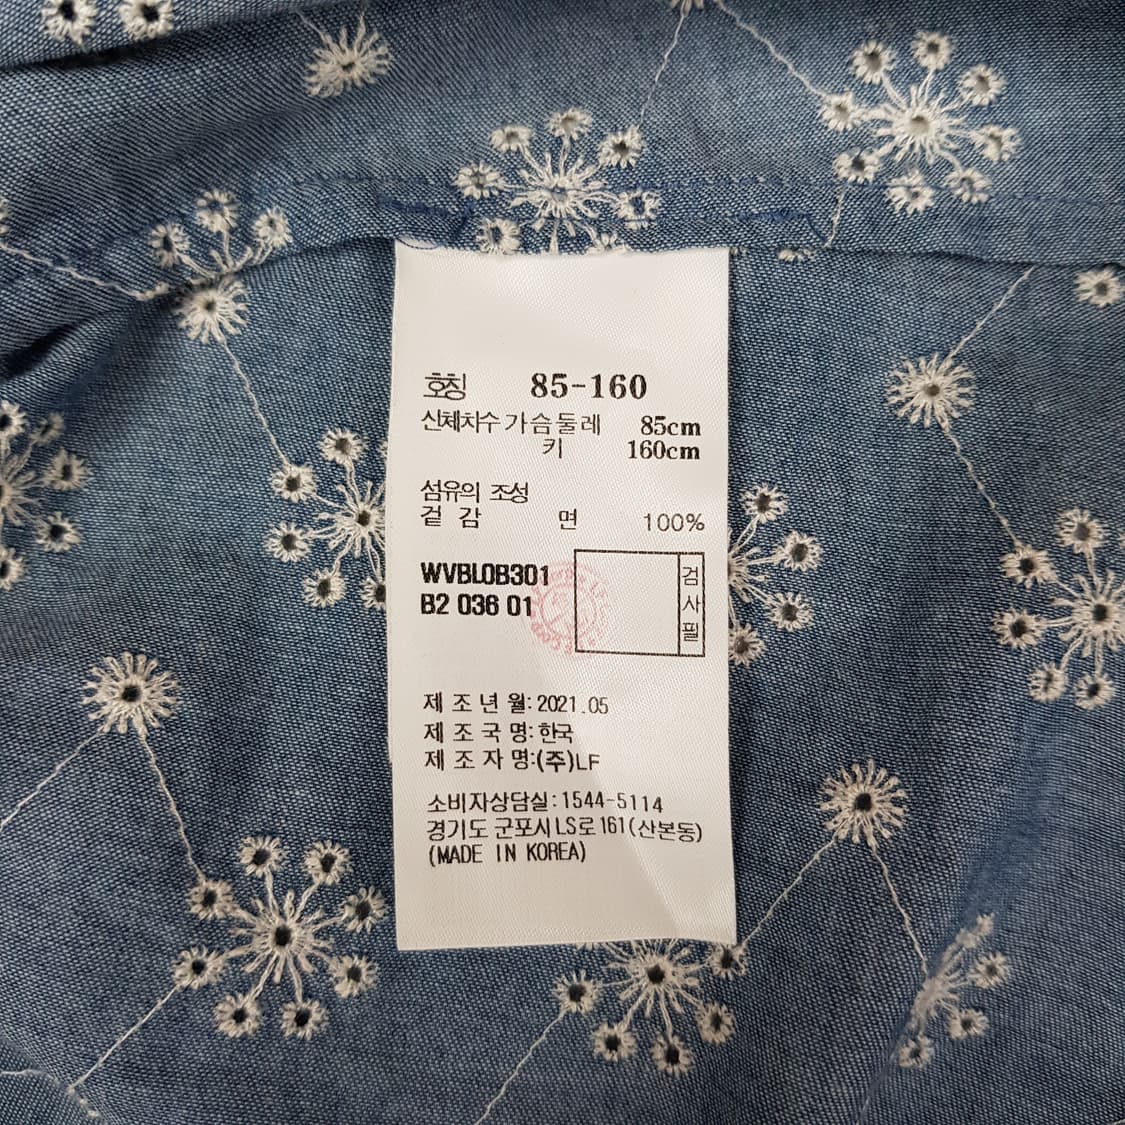 호칭 85-160
신체치수 가슴둘레 85cm
키 160cm
섬유의 조성
겉감 면 100%
WVBL0B301
B2 036 01
검사필
제조년월: 2021.05
제조국명: 한국
제조자명:(주)LF
소비자상담실:1544-5114
경기도 군포시 LS로 161(산본동)
(MADE IN KOREA)